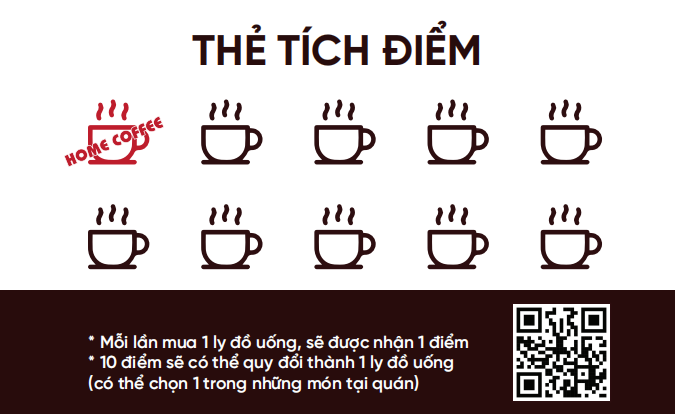 THẺ TÍCH ĐIỂM
HOME COFFEE
* Mỗi lần mua 1 ly đồ uống, sẽ được nhận 1 điểm
* 10 điểm sẽ có thể quy đổi thành 1 ly đồ uống
(có thể chọn 1 trong những món tại quán)